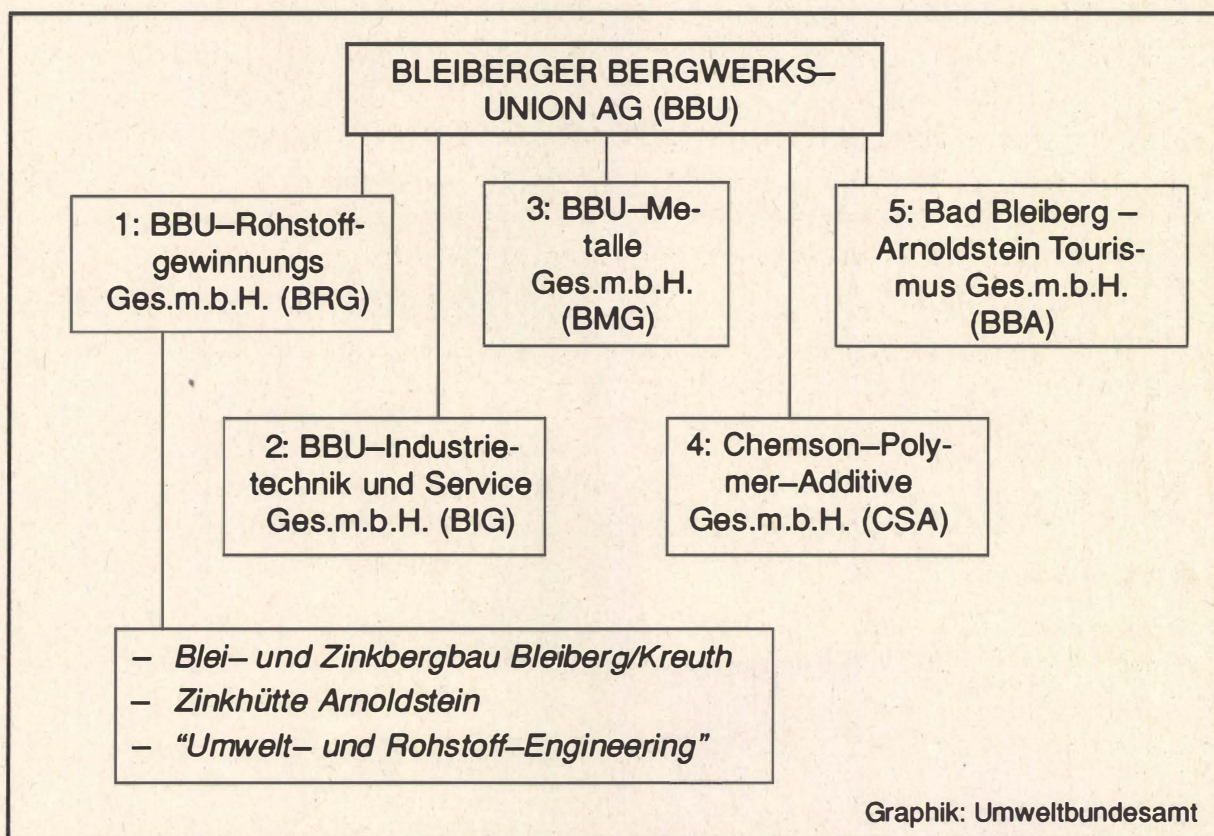 BLEIBERGER BERGWERKS–
UNION AG (BBU)
1: BBU–Rohstoff-
gewinnungs
Ges.m.b.H. (BRG)
3: BBU–Me-
talle
Ges.m.b.H.
(BMG)
5: Bad Bleiberg –
Arnoldstein Touris-
mus Ges.m.b.H.
(BBA)
2: BBU–Industrie-
technik und Service
Ges.m.b.H. (BIG)
4: Chemson–Poly-
mer–Additive
Ges.m.b.H. (CSA)
– Blei– und Zinkbergbau Bleiberg/Kreuth
– Zinkhütte Arnoldstein
– “Umwelt– und Rohstoff–Engineering”
Graphik: Umweltbundesamt